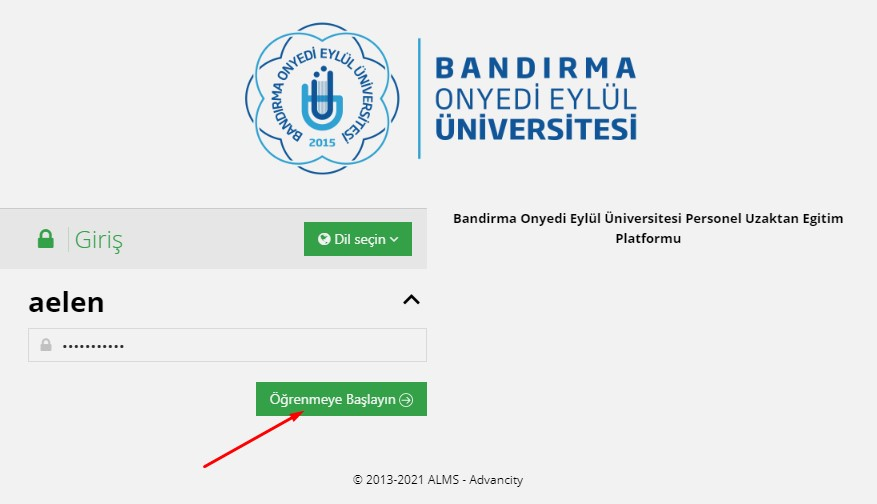 BANDIRMA ONYEDİ EYLÜL ÜNİVERSİTESİ
2015
BANDIRMA
ONYEDİ EYLÜL
ÜNİVERSİTESİ
Giriş
Dil seçin
Bandirma Onyedi Eylül Üniversitesi Personel Uzaktan Egitim
Platformu
aelen
•••••••••••
Öğrenmeye Başlayın
© 2013-2021 ALMS - Advancity